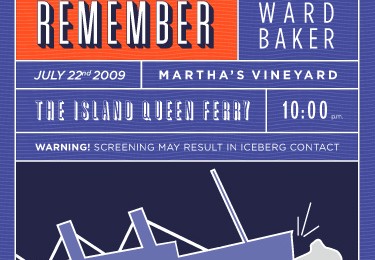 REMEMBER
WARD
BAKER
JULY 22nd 2009
MARTHA'S VINEYARD
THE ISLAND QUEEN FERRY
10:00 p.m.
WARNING! SCREENING MAY RESULT IN ICEBERG CONTACT